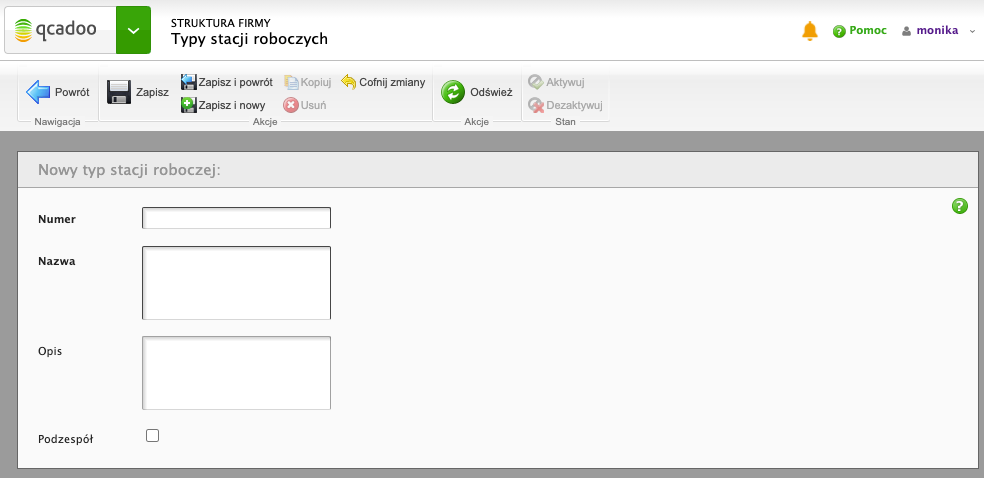 qcadoo
STRUKTURA FIRMY
Typy stacji roboczych
Pomoc
monika
Powrót
Nawigacja
Zapisz
Zapisz i powrót
Kopiuj
Cofnij zmiany
Zapisz i nowy
Usuń
Akcje
Odśwież
Akcje
Aktywuj
Dezaktywuj
Stan
Nowy typ stacji roboczej:
Numer
Nazwa
Opis
Podzespół